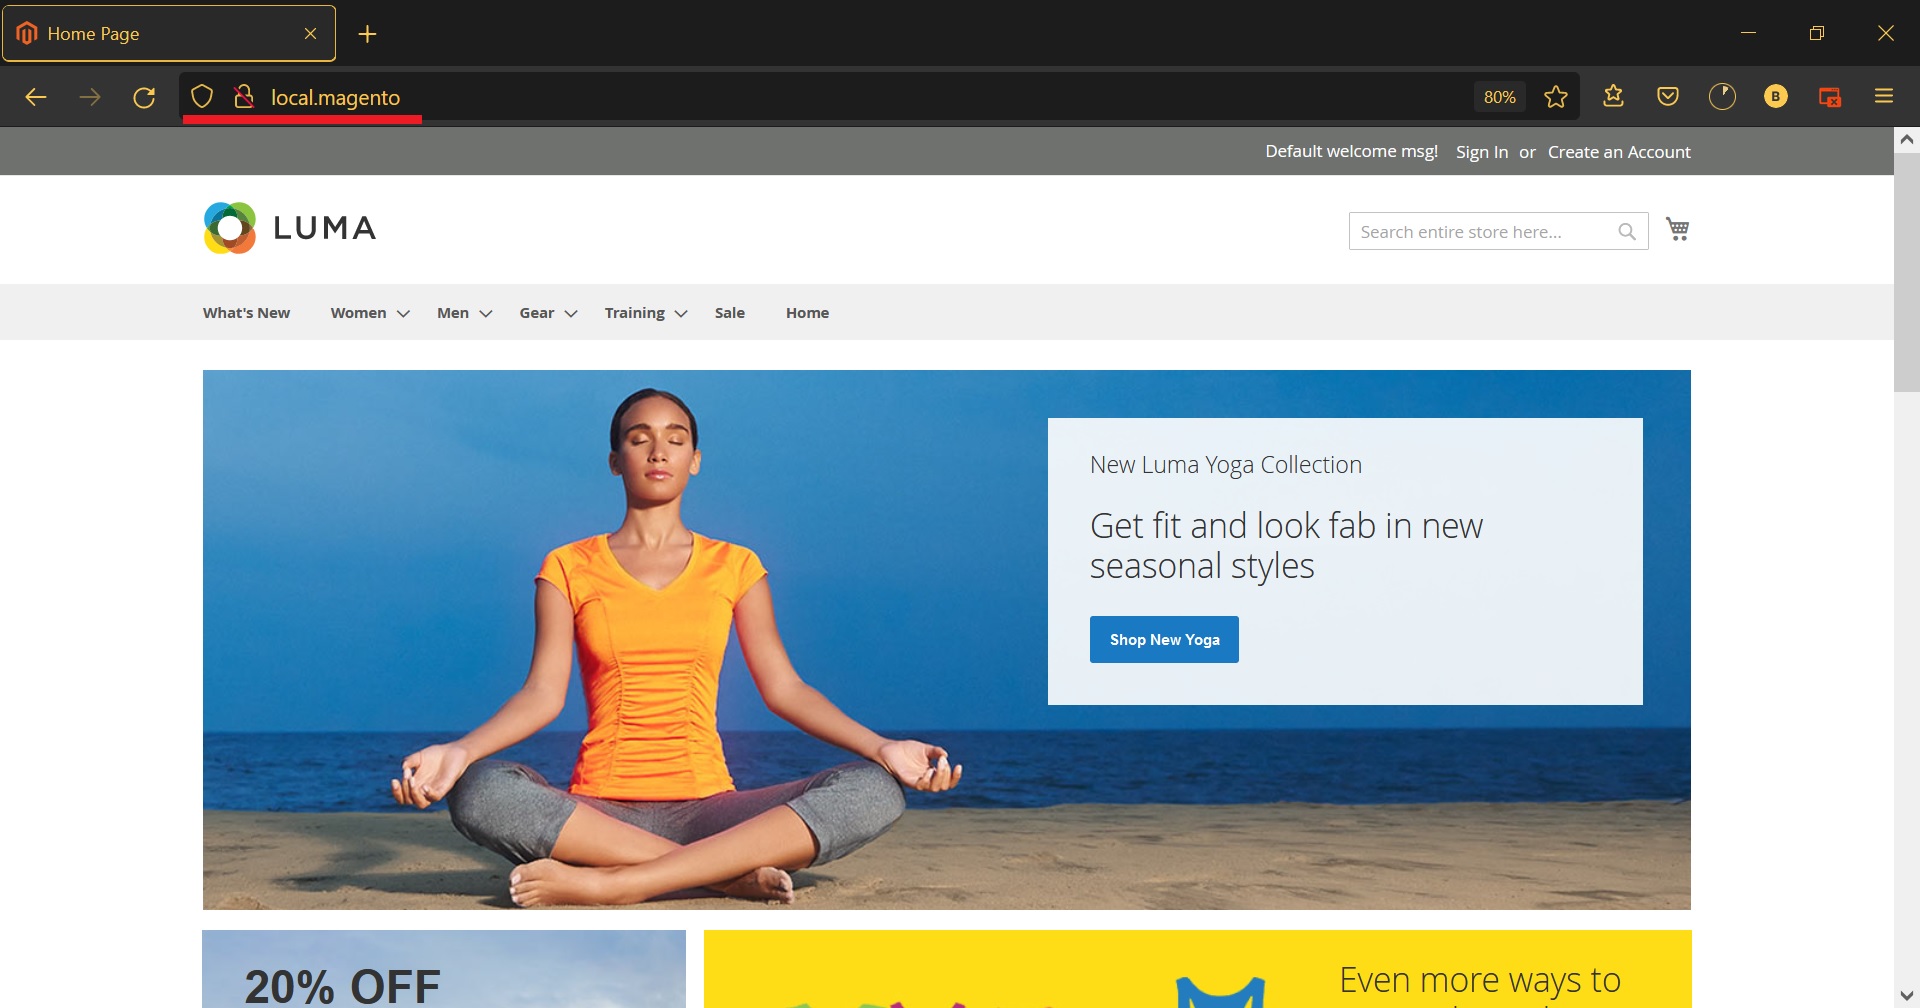 Home Page
local.magento
80%
B
Default welcome msg! Sign In or Create an Account
LUMA
Search entire store here...
What's New Women Men Gear Training Sale Home
New Luma Yoga Collection
Get fit and look fab in new
seasonal styles
Shop New Yoga
20% OFF
Even more ways to